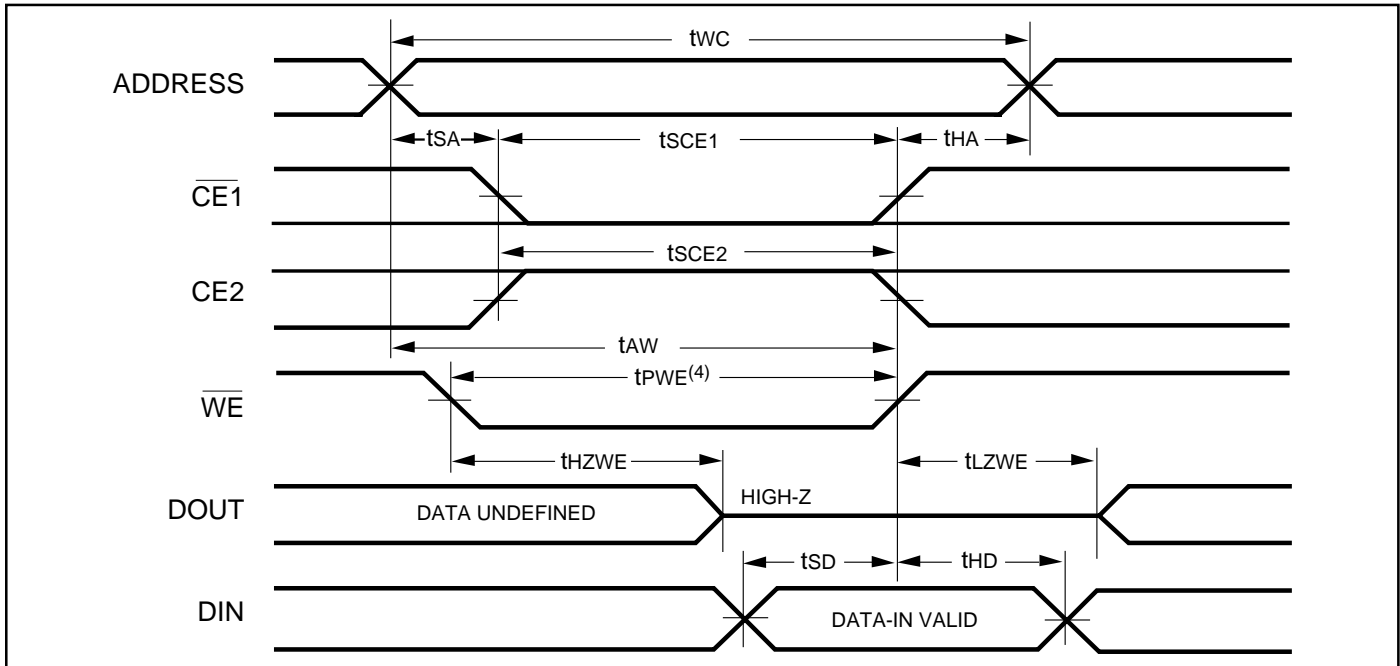 tWC
ADDRESS
tSA tSCE1 tHA
CE1
tSCE2
CE2
tAW
tPWE(4)
WE
tHZWE tLZWE
DOUT DATA UNDEFINED HIGH-Z
tSD tHD
DIN DATA-IN VALID